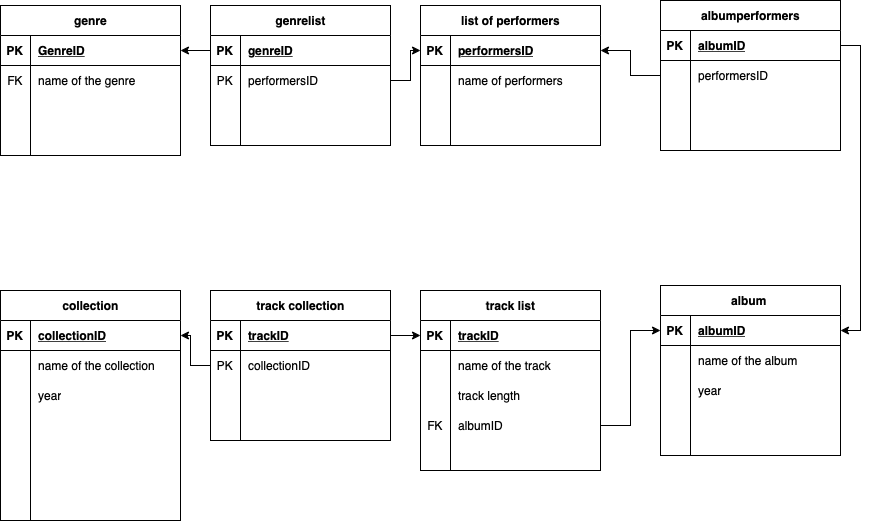 genre
PK GenreID
FK name of the genre
genrelist
PK genreID
PK performersID
list of performers
PK performersID
name of performers
albumperformers
PK albumID
performersID
collection
PK collectionID
name of the collection
year
track collection
PK trackID
PK collectionID
track list
PK trackID
name of the track
track length
FK albumID
album
PK albumID
name of the album
year